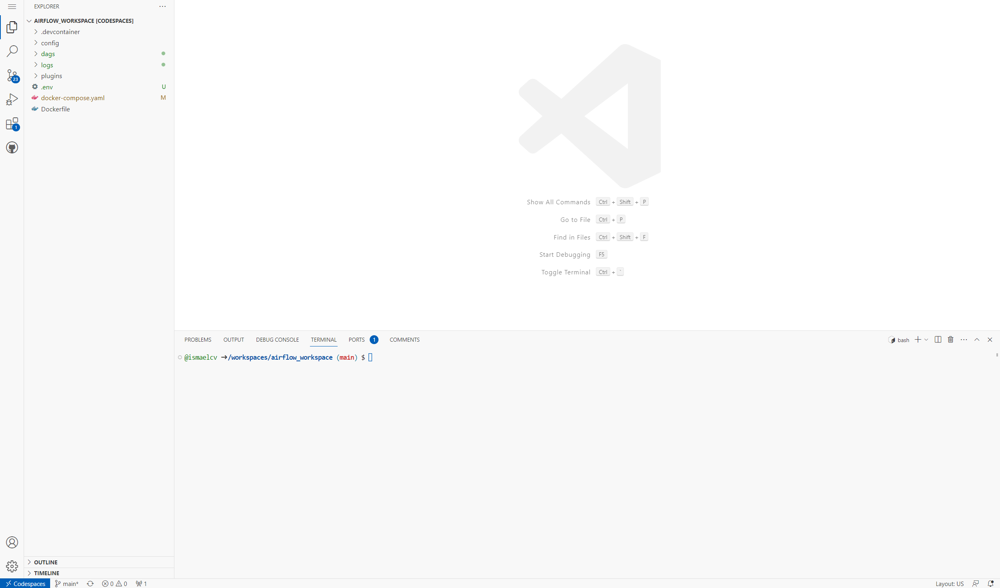 EXPLORER
AIRFLOW_WORKSPACE [CODESPACES]
.devcontainer
config
dags
logs
plugins
.env U
docker-compose.yaml M
Dockerfile
23
1
Show All Commands Ctrl + Shift + P
Go to File Ctrl + P
Find in Files Ctrl + Shift + F
Start Debugging F5
Toggle Terminal Ctrl + `
PROBLEMS OUTPUT DEBUG CONSOLE TERMINAL PORTS 1 COMMENTS
bash
@ismaelcv →/workspaces/airflow_workspace (main) $
OUTLINE
TIMELINE
Codespaces main* 0 0 1 Layout: US